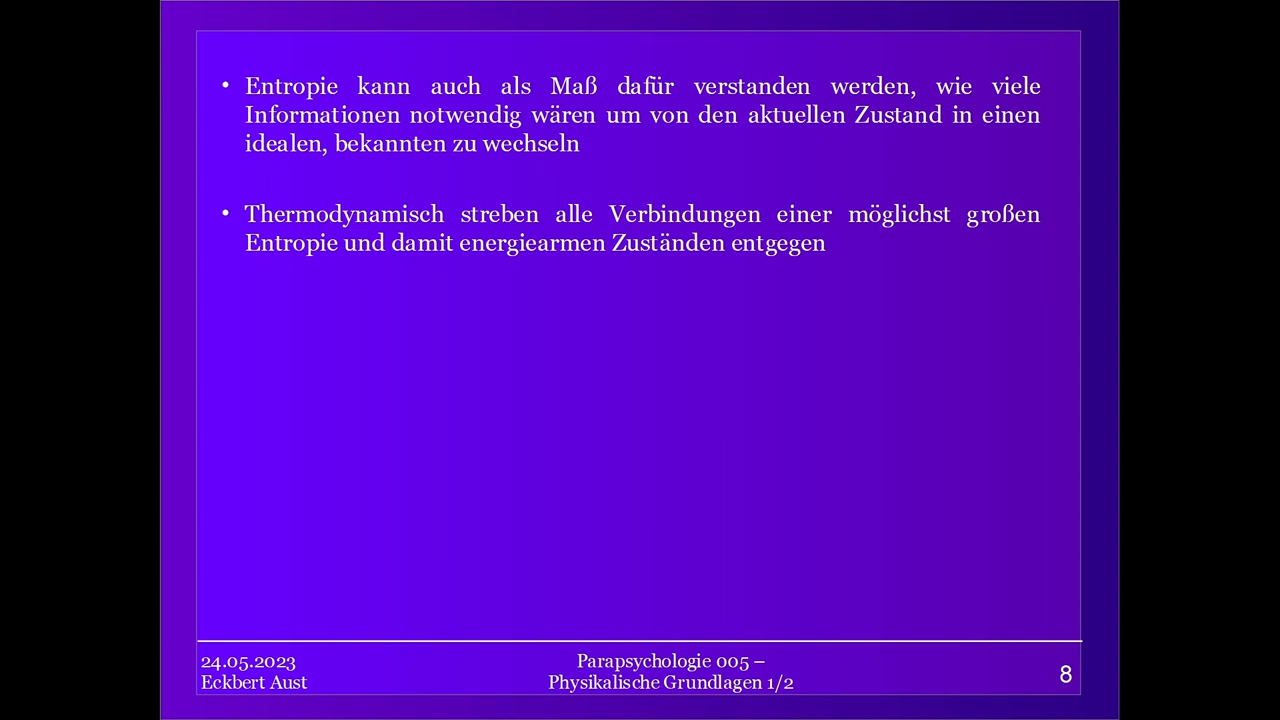 • Entropie kann auch als Maß dafür verstanden werden, wie viele
Informationen notwendig wären um von den aktuellen Zustand in einen
idealen, bekannten zu wechseln
• Thermodynamisch streben alle Verbindungen einer möglichst großen
Entropie und damit energiearmen Zuständen entgegen
24.05.2023
Eckbert Aust
Parapsychologie 005 –
Physikalische Grundlagen 1/2
8